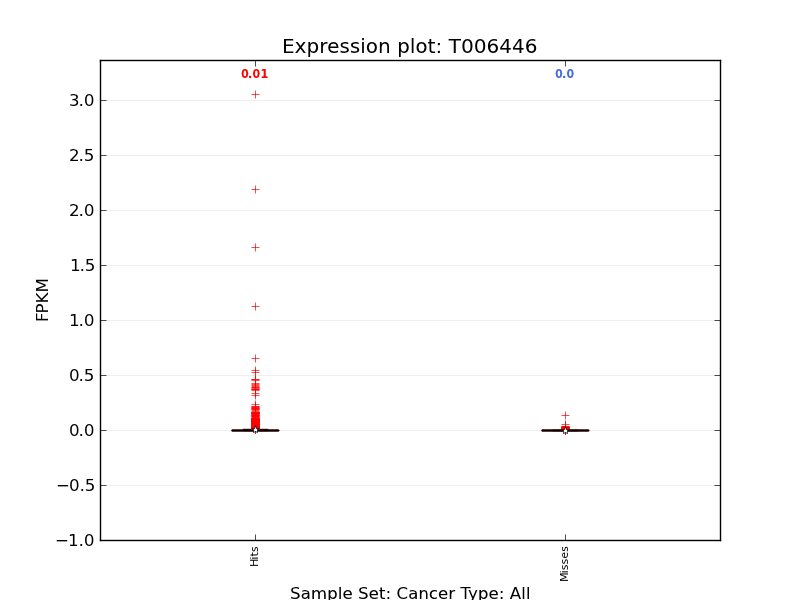 Expression plot: T006446
0.01
0.0
3.0
2.5
2.0
1.5
1.0
0.5
0.0
−0.5
−1.0
FPKM
Hits
Misses
Sample Set: Cancer Type: All